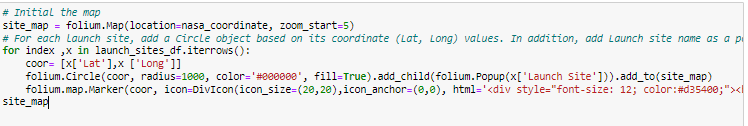 # Initial the map
site_map = folium.Map(location=nasa_coordinate, zoom_start=5)
# For each launch site, add a Circle object based on its coordinate (Lat, Long) values. In addition, add Launch site name as a
for index ,x in launch_sites_df.iterrows():
    coor= [x['Lat'],x ['Long']]
    folium.Circle(coor, radius=1000, color='#000000', fill=True).add_child(folium.Popup(x['Launch Site'])).add_to(site_map)
    folium.map.Marker(coor, icon=DivIcon(icon_size=(20,20),icon_anchor=(0,0), html='<div style="font-size: 12; color:#d35400;"><
site_map